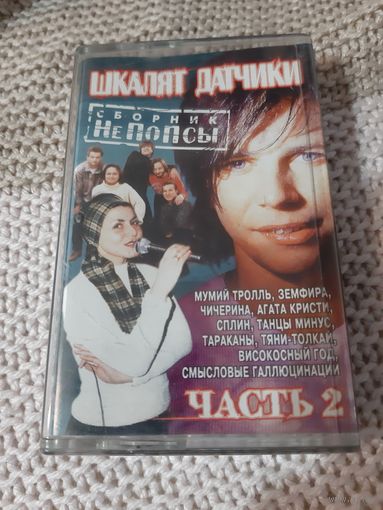 ШКАЛЯТ ДАТЧИКИ
СБОРНИК
НЕПОПСЫ
МУМИЙ ТРОЛЛЬ, ЗЕМФИРА,
ЧИЧЕРИНА, АГАТА КРИСТИ,
СПЛИН, ТАНЦЫ МИНУС,
ТАРАКАНЫ, ТЯНИ-ТОЛКАЙ,
ВИСОКОСНЫЙ ГОД,
СМЫСЛОВЫЕ ГАЛЛЮЦИНАЦИИ
ЧАСТЬ 2